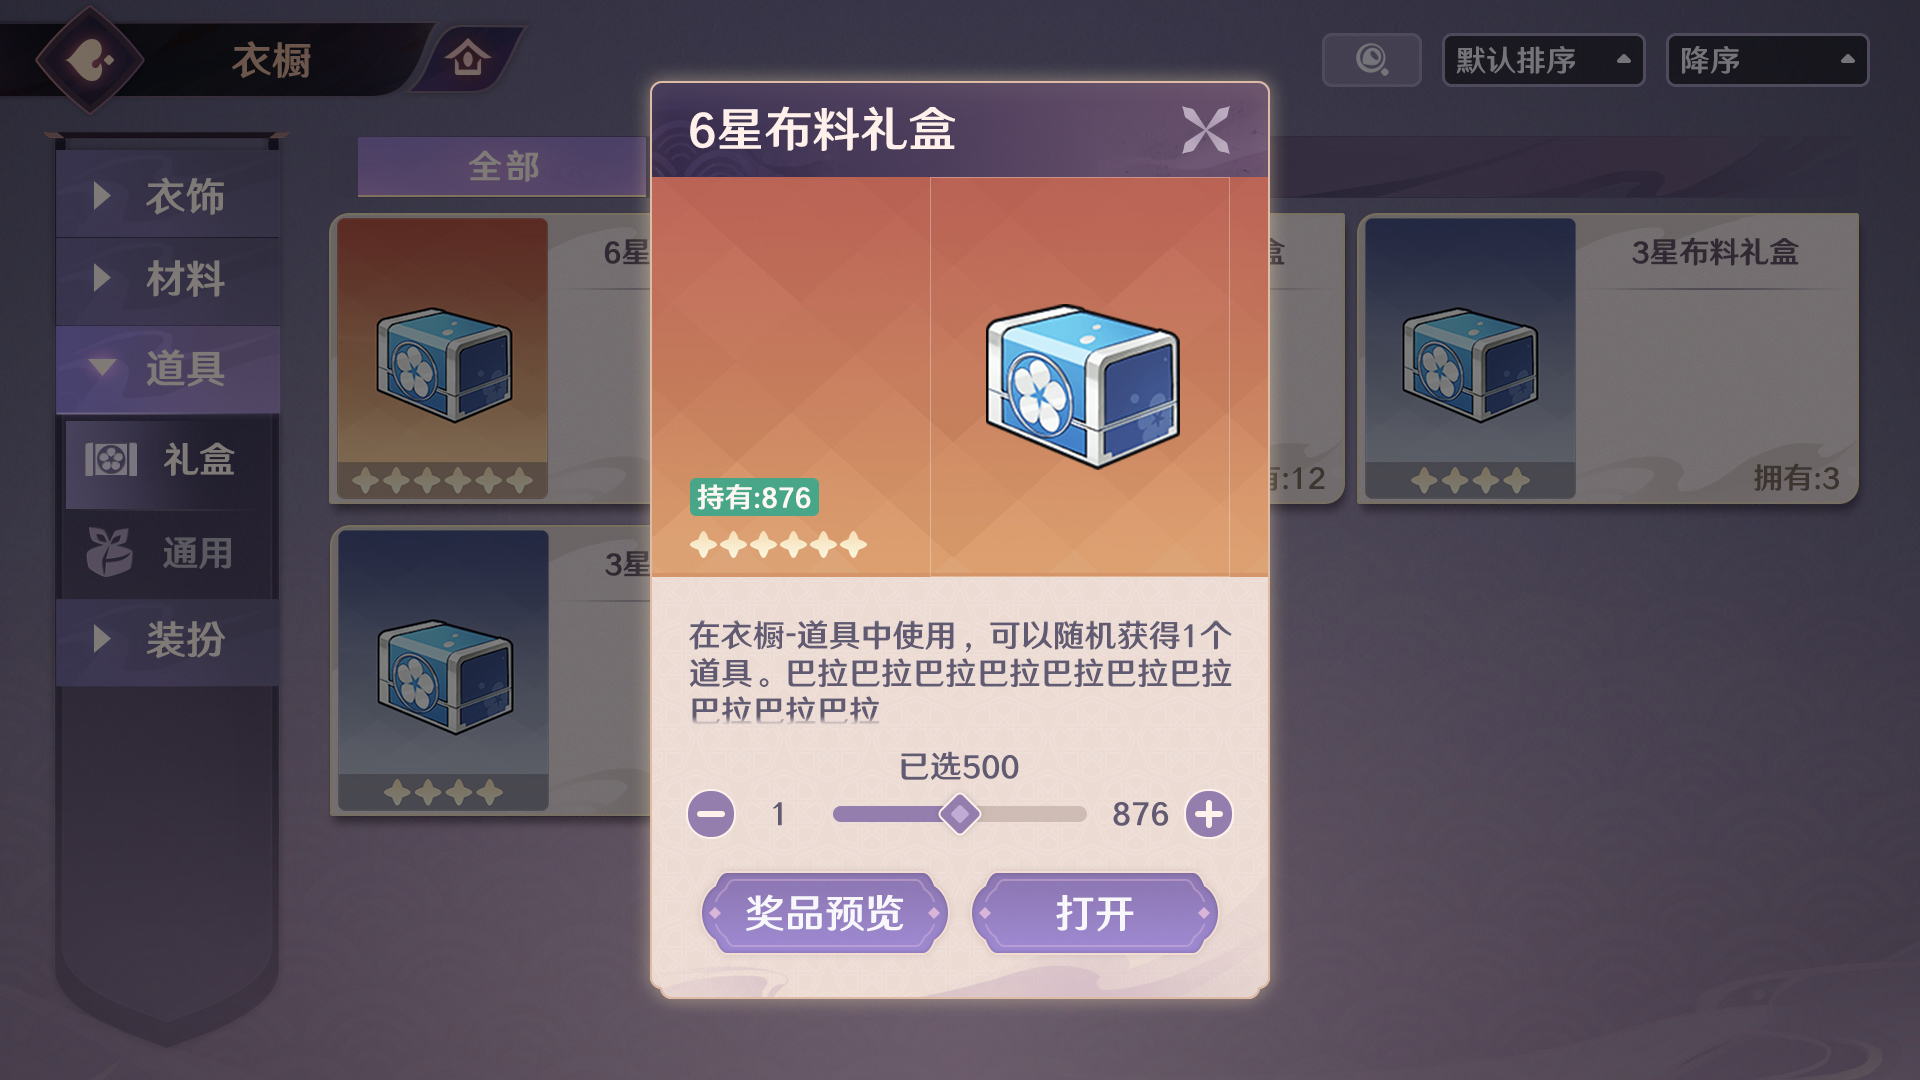 衣橱
默认排序
降序
衣饰
材料
道具
礼盒
通用
装扮
全部
6星
盒
有:12
3星布料礼盒
拥有:3
3星
6星布料礼盒
持有:876
在衣橱-道具中使用，可以随机获得1个
道具。巴拉巴拉巴拉巴拉巴拉巴拉巴拉
巴拉巴拉巴拉
已选500
1
876
奖品预览
打开